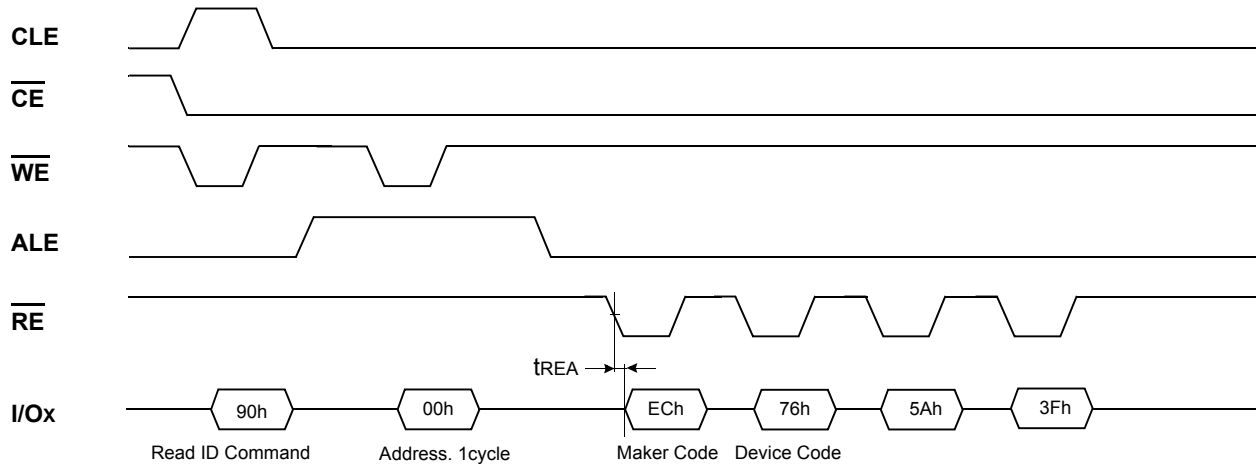 CLE
CE
WE
ALE
RE
tREA
I/Ox 90h 00h ECh 76h 5Ah 3Fh
Read ID Command Address. 1cycle Maker Code Device Code